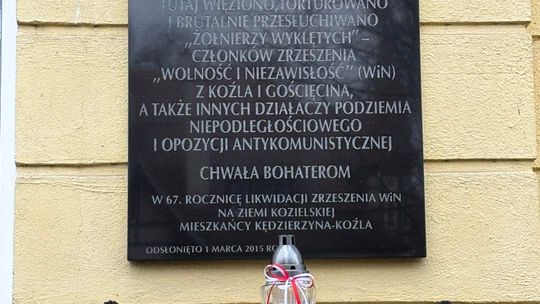 TUTAJ WIĘZIONO, TORTUROWANO
I BRUTALNIE PRZESŁUCHIWANO
„ŻOŁNIERZY WYKLĘTYCH” –
CZŁONKÓW ZRZESZENIA
„WOLNOŚĆ I NIEZAWISŁOŚĆ” (WiN)
Z KOŹLA I GOŚCIĘCINA,
A TAKŻE INNYCH DZIAŁACZY PODZIEMIA
NIEPODLEGŁOŚCIOWEGO
I OPOZYCJI ANTYKOMUNISTYCZNEJ
CHWAŁA BOHATEROM
W 67. ROCZNICĘ LIKWIDACJI ZRZESZENIA WiN
NA ZIEMI KOZIELSKIEJ
MIESZKAŃCY KĘDZIERZYNA-KOŹLA
ODSŁONIĘTO 1 MARCA 2015 RO